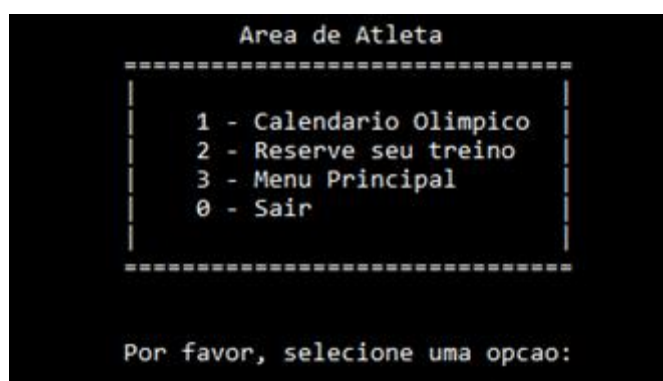 Area de Atleta
===============================
|                              |
|    1 - Calendario Olimpico   |
|    2 - Reserve seu treino    |
|    3 - Menu Principal        |
|    0 - Sair                  |
|                              |
===============================
Por favor, selecione uma opcao: